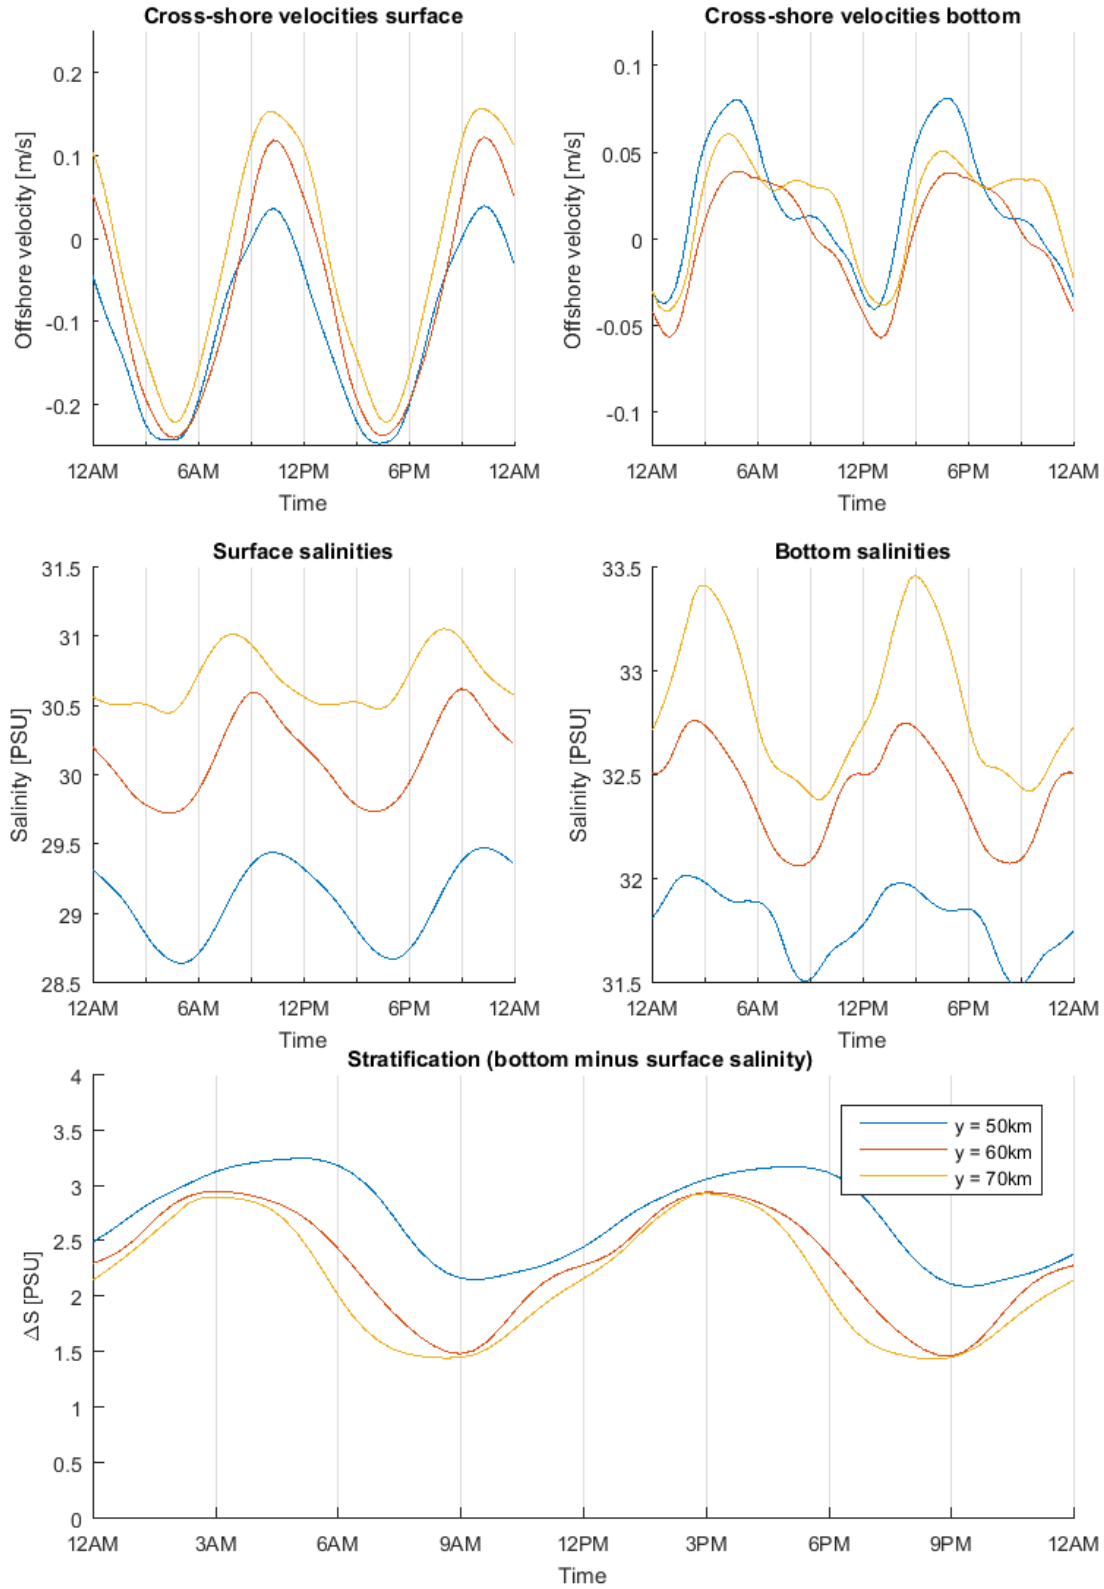 Cross-shore velocities surface
0.2
0.1
0
-0.1
-0.2
Offshore velocity [m/s]
12AM 6AM 12PM 6PM 12AM
Time
Cross-shore velocities bottom
0.1
0.05
0
-0.05
-0.1
Offshore velocity [m/s]
12AM 6AM 12PM 6PM 12AM
Time
Surface salinities
31.5
31
30.5
30
29.5
29
28.5
Salinity [PSU]
12AM 6AM 12PM 6PM 12AM
Time
Bottom salinities
33.5
33
32.5
32
31.5
Salinity [PSU]
12AM 6AM 12PM 6PM 12AM
Time
Stratification (bottom minus surface salinity)
4
3.5
3
2.5
2
1.5
1
0.5
0
ΔS [PSU]
y = 50km
y = 60km
y = 70km
12AM 3AM 6AM 9AM 12PM 3PM 6PM 9PM 12AM
Time